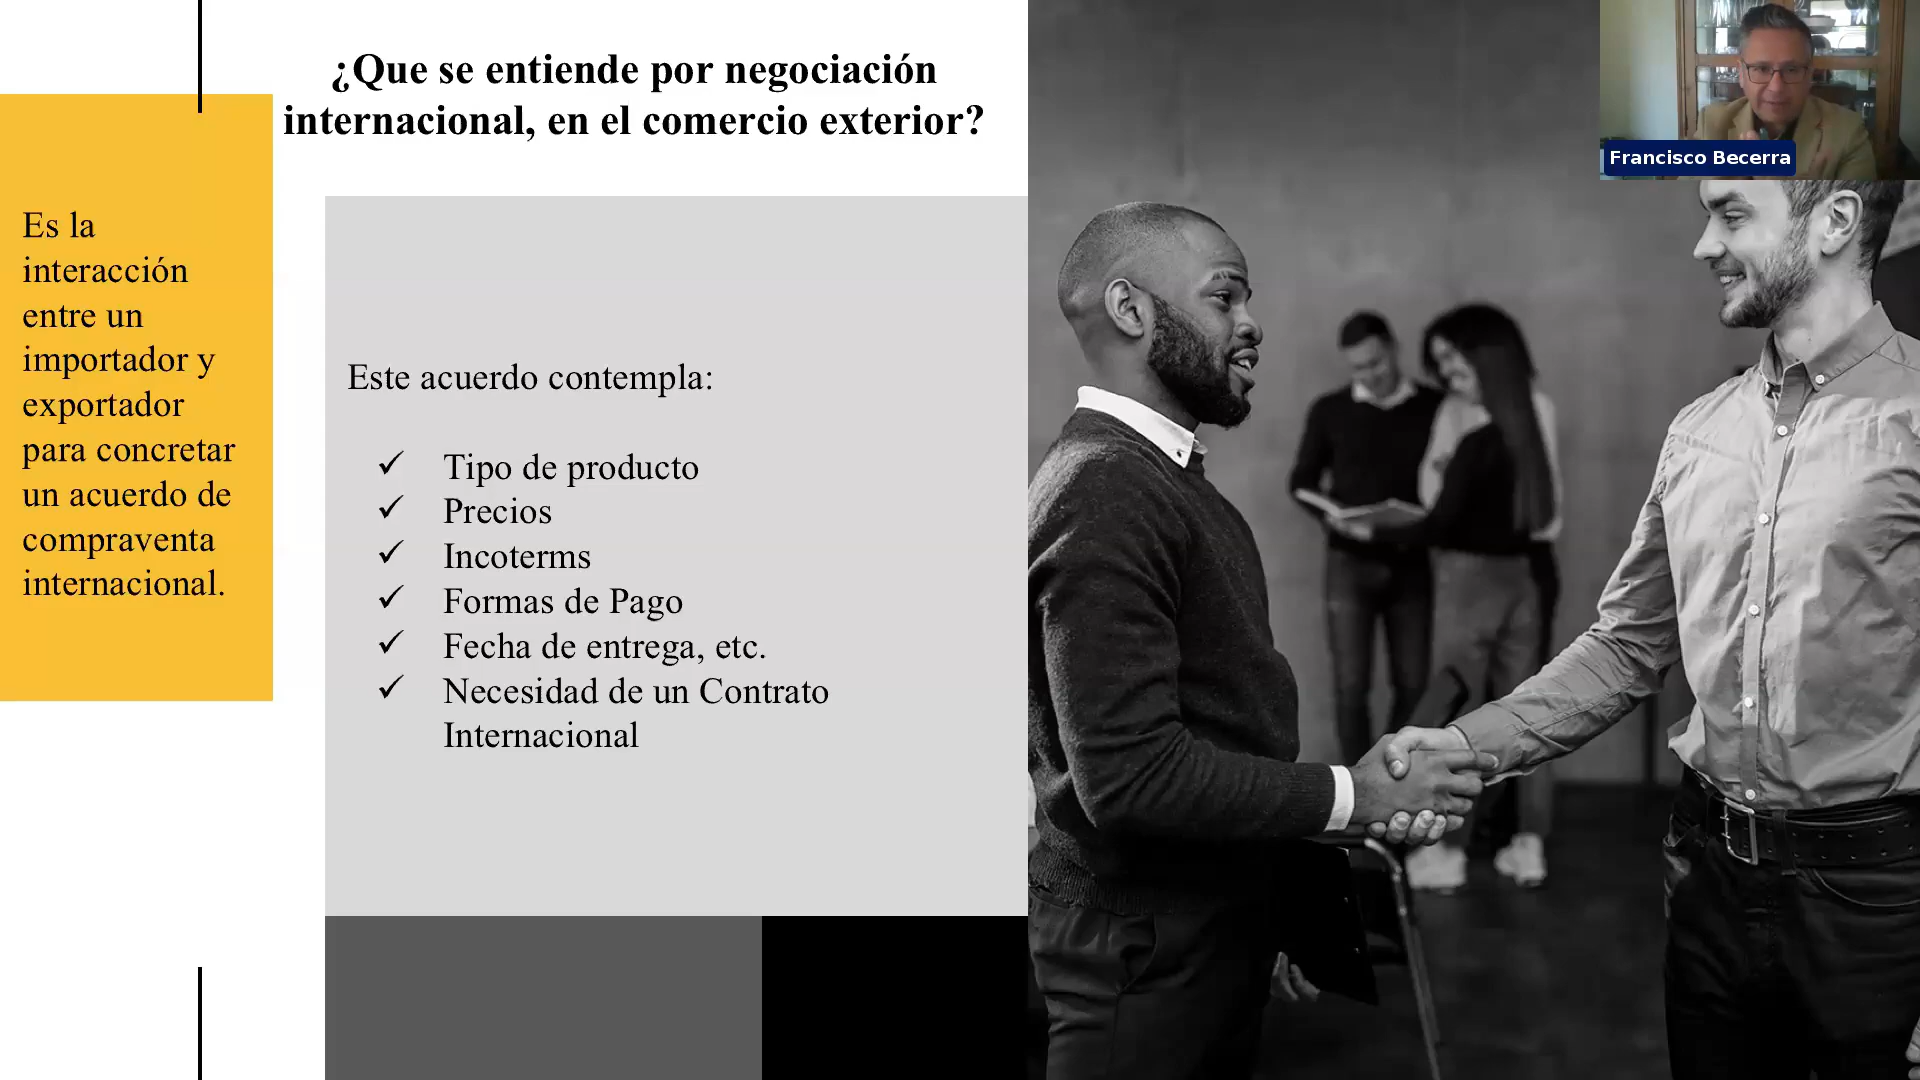 ¿Que se entiende por negociación
internacional, en el comercio exterior?
Es la
interacción
entre un
importador y
exportador
para concretar
un acuerdo de
compraventa
internacional.
Este acuerdo contempla:
✓ Tipo de producto
✓ Precios
✓ Incoterms
✓ Formas de Pago
✓ Fecha de entrega, etc.
✓ Necesidad de un Contrato
Internacional
Francisco Becerra